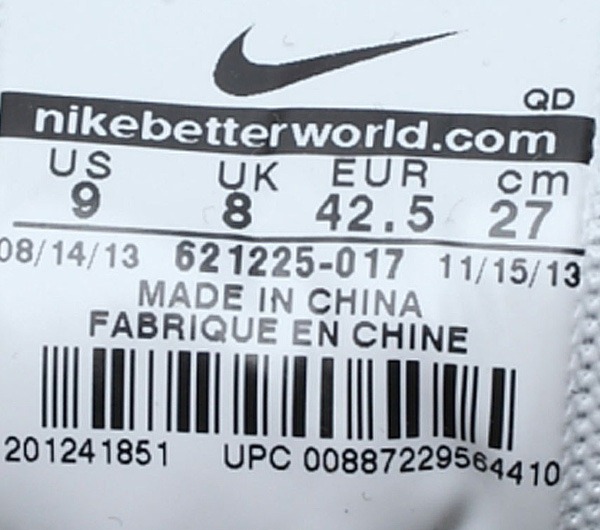 QD
nikebetterworld.com
US UK EUR cm
9 8 42.5 27
08/14/13 621225-017 11/15/13
MADE IN CHINA
FABRIQUE EN CHINE
201241851 UPC 00887229564410